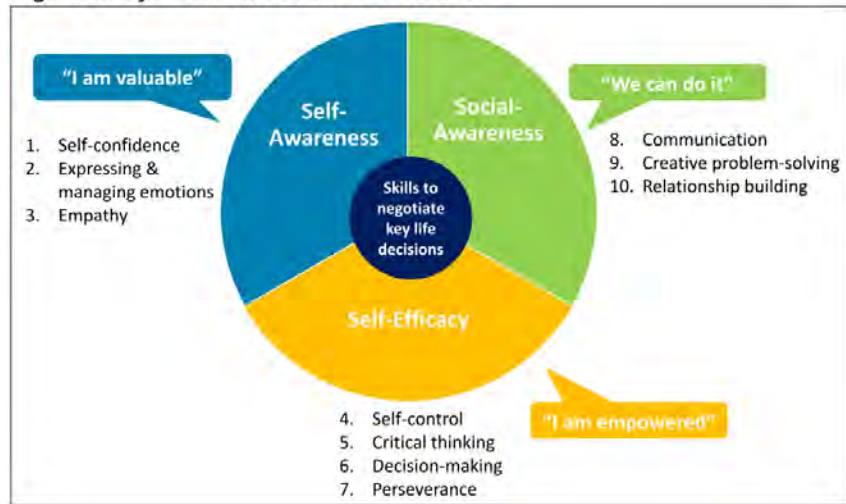 "I am valuable"
Self-
Awareness
1. Self-confidence
2. Expressing &
managing emotions
3. Empathy
Social-
Awareness
"We can do it"
8. Communication
9. Creative problem-solving
10. Relationship building
Skills to
negotiate
key life
decisions
Self-Efficacy
"I am empowered"
4. Self-control
5. Critical thinking
6. Decision-making
7. Perseverance